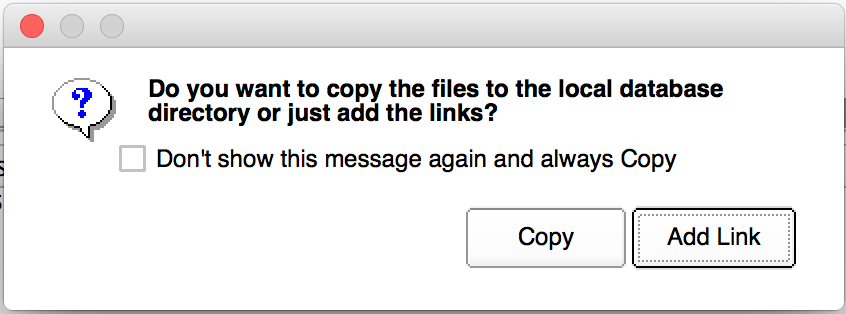 Do you want to copy the files to the local database
directory or just add the links?
Don't show this message again and always Copy
Copy
Add Link